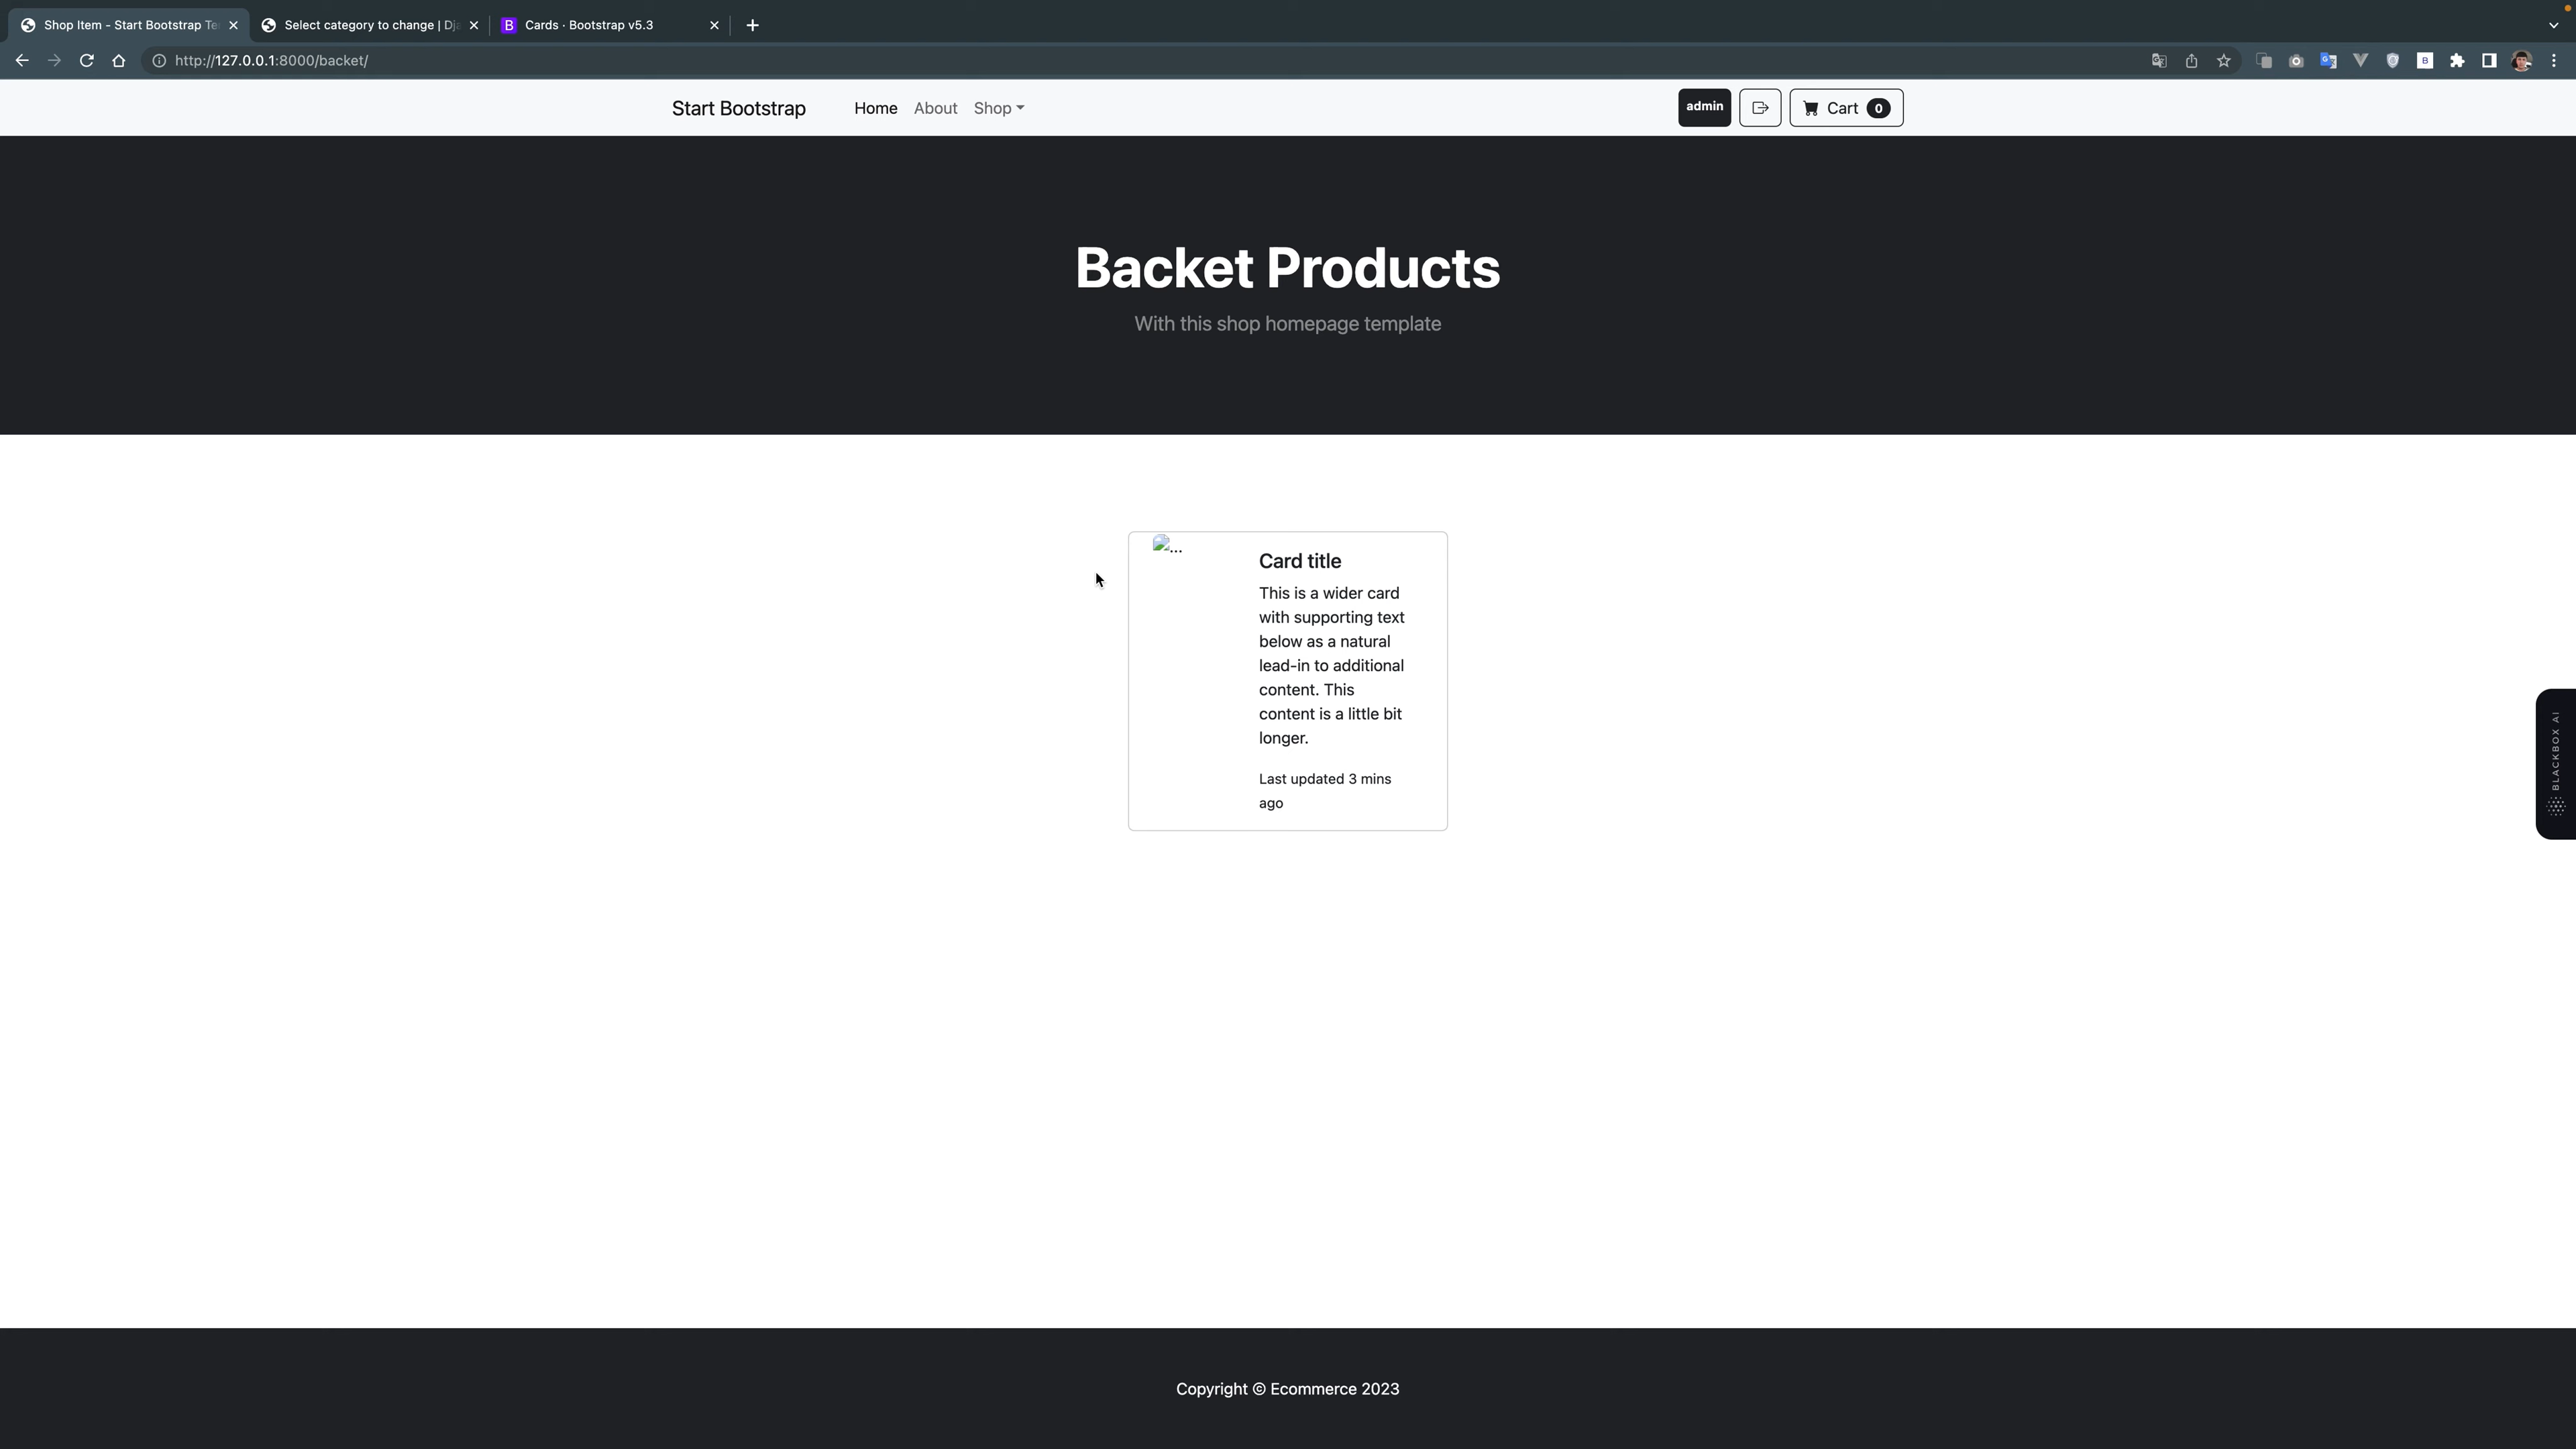 Shop Item - Start Bootstrap Te
Select category to change | Dja
B Cards · Bootstrap v5.3
http://127.0.0.1:8000/backet/
B
Start Bootstrap
Home
About
Shop
admin
Cart 0
Backet Products
With this shop homepage template
...
Card title
This is a wider card
with supporting text
below as a natural
lead-in to additional
content. This
content is a little bit
longer.
Last updated 3 mins
ago
BLACKBOX AI
Copyright © Ecommerce 2023